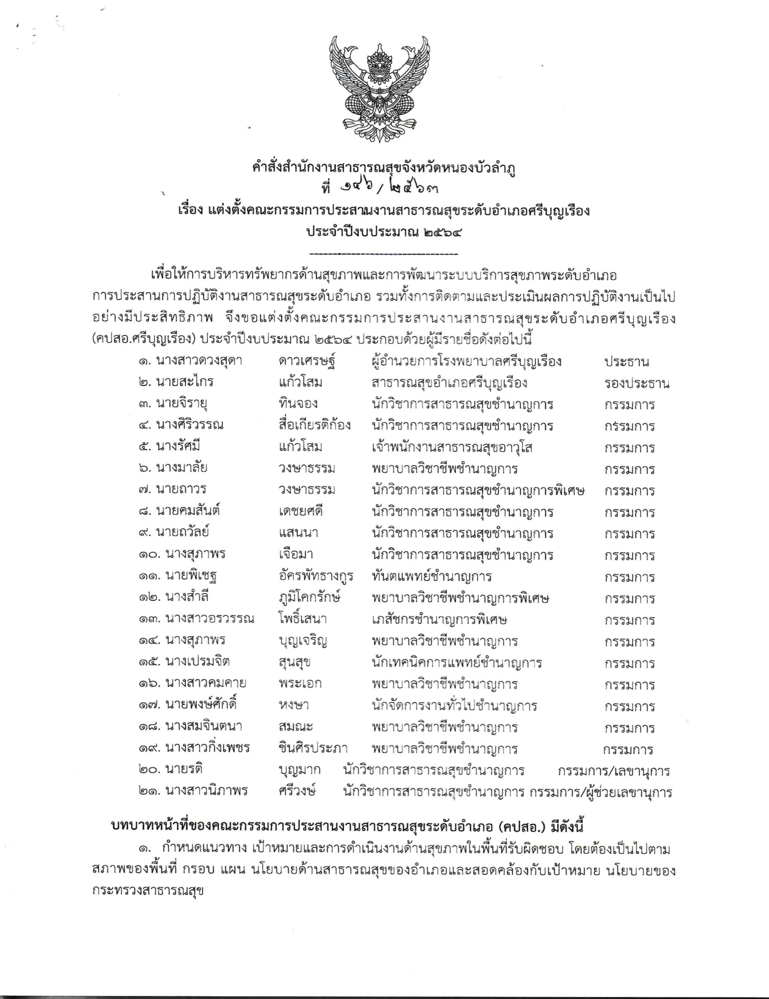 คำสั่งสำนักงานสาธารณสุขจังหวัดหนองบัวลำภู
ที่ ๑๔๖ / ๒๕๖๓
เรื่อง แต่งตั้งคณะกรรมการประสานงานสาธารณสุขระดับอำเภอศรีบุญเรือง
ประจำปีงบประมาณ ๒๕๖๔
--------------------------------
เพื่อให้การบริหารทรัพยากรด้านสุขภาพและการพัฒนาระบบบริการสุขภาพระดับอำเภอ
การประสานการปฏิบัติงานสาธารณสุขระดับอำเภอ รวมทั้งการติดตามและประเมินผลการปฏิบัติงานเป็นไป
อย่างมีประสิทธิภาพ จึงขอแต่งตั้งคณะกรรมการประสานงานสาธารณสุขระดับอำเภอศรีบุญเรือง
(คปสอ.ศรีบุญเรือง) ประจำปีงบประมาณ ๒๕๖๔ ประกอบด้วยผู้มีรายชื่อดังต่อไปนี้
๑. นางสาวดวงสุดา ดาวเศรษฐ์ ผู้อำนวยการโรงพยาบาลศรีบุญเรือง ประธาน
๒. นายสะไกร แก้วโสม สาธารณสุขอำเภอศรีบุญเรือง รองประธาน
๓. นายจิรายุ ทินจอง นักวิชาการสาธารณสุขชำนาญการ กรรมการ
๔. นางศิริวรรณ สื่อเกียรติก้อง นักวิชาการสาธารณสุขชำนาญการ กรรมการ
๕. นางรัศมี แก้วโสม เจ้าพนักงานสาธารณสุขอาวุโส กรรมการ
๖. นางมาลัย วงษาธรรม พยาบาลวิชาชีพชำนาญการ กรรมการ
๗. นายถาวร วงษาธรรม นักวิชาการสาธารณสุขชำนาญการพิเศษ กรรมการ
๘. นายคมสันต์ เดชยศดี นักวิชาการสาธารณสุขชำนาญการ กรรมการ
๙. นายถวัลย์ แสนนา นักวิชาการสาธารณสุขชำนาญการ กรรมการ
๑๐. นางสุภาพร เจือมา นักวิชาการสาธารณสุขชำนาญการ กรรมการ
๑๑. นายพิเชฐ อัครพัทธางกูร ทันตแพทย์ชำนาญการ กรรมการ
๑๒. นางสำลี ภูมิโคกรักษ์ พยาบาลวิชาชีพชำนาญการพิเศษ กรรมการ
๑๓. นางสาวอรวรรณ โพธิ์เสนา เภสัชกรชำนาญการพิเศษ กรรมการ
๑๔. นางสุภาพร บุญเจริญ พยาบาลวิชาชีพชำนาญการ กรรมการ
๑๕. นางเปรมจิต สุนสุข นักเทคนิคการแพทย์ชำนาญการ กรรมการ
๑๖. นางสาวคมคาย พระเอก พยาบาลวิชาชีพชำนาญการ กรรมการ
๑๗. นายพงษ์ศักดิ์ หงษา นักจัดการงานทั่วไปชำนาญการ กรรมการ
๑๘. นางสมจินตนา สมณะ พยาบาลวิชาชีพชำนาญการ กรรมการ
๑๙. นางสาวกิ่งเพชร ชินศิรประภา พยาบาลวิชาชีพชำนาญการ กรรมการ
๒๐. นายรติ บุญมาก นักวิชาการสาธารณสุขชำนาญการ กรรมการ/เลขานุการ
๒๑. นางสาวนิภาพร ศรีวงษ์ นักวิชาการสาธารณสุขชำนาญการ กรรมการ/ผู้ช่วยเลขานุการ
บทบาทหน้าที่ของคณะกรรมการประสานงานสาธารณสุขระดับอำเภอ (คปสอ.) มีดังนี้
๑. กำหนดแนวทาง เป้าหมายและการดำเนินงานด้านสุขภาพในพื้นที่รับผิดชอบ โดยต้องเป็นไปตาม
สภาพของพื้นที่ กรอบ แผน นโยบายด้านสาธารณสุขของอำเภอและสอดคล้องกับเป้าหมาย นโยบายของ
กระทรวงสาธารณสุข